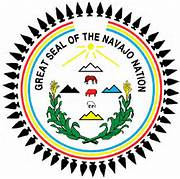 GREAT SEAL OF THE NAVAJO NATION